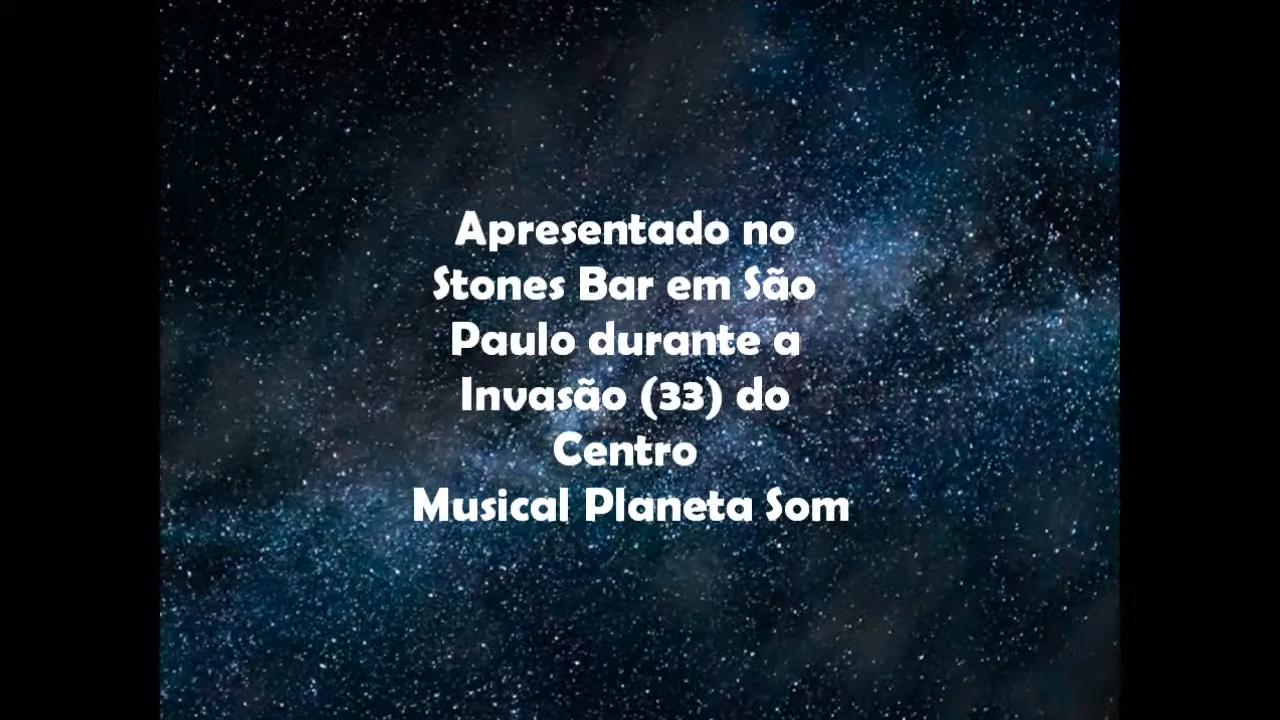 Apresentado no
Stones Bar em São
Paulo durante a
Invasão (33) do
Centro
Musical Planeta Som